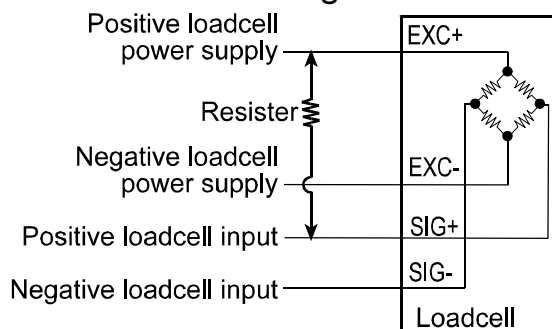 Positive loadcell
power supply
EXC+
Resister
Negative loadcell
power supply
EXC-
Positive loadcell input
SIG+
SIG-
Negative loadcell input
Loadcell